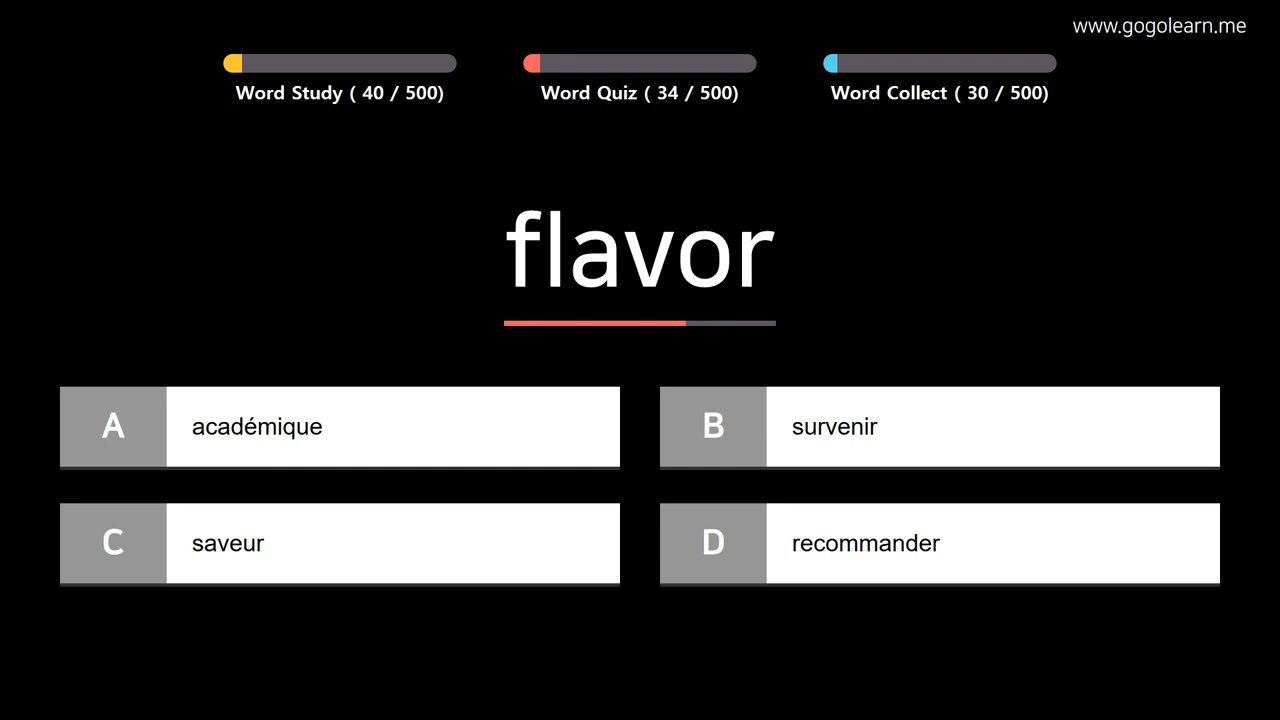 www.gogolearn.me
Word Study ( 40 / 500)
Word Quiz ( 34 / 500)
Word Collect ( 30 / 500)
flavor
A
académique
B
survenir
C
saveur
D
recommander